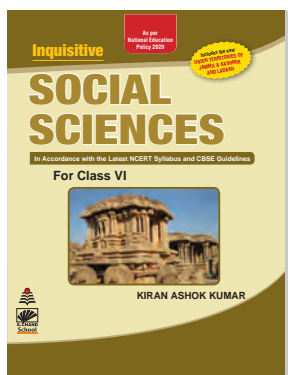 As per
National Education
Policy 2020
Includes the new
UNION TERRITORIES OF
JAMMU & KASHMIR
AND LADAKH
Inquisitive
SOCIAL
SCIENCES
In Accordance with the Latest NCERT Syllabus and CBSE Guidelines
For Class VI
KIRAN ASHOK KUMAR
S.CHAND
School